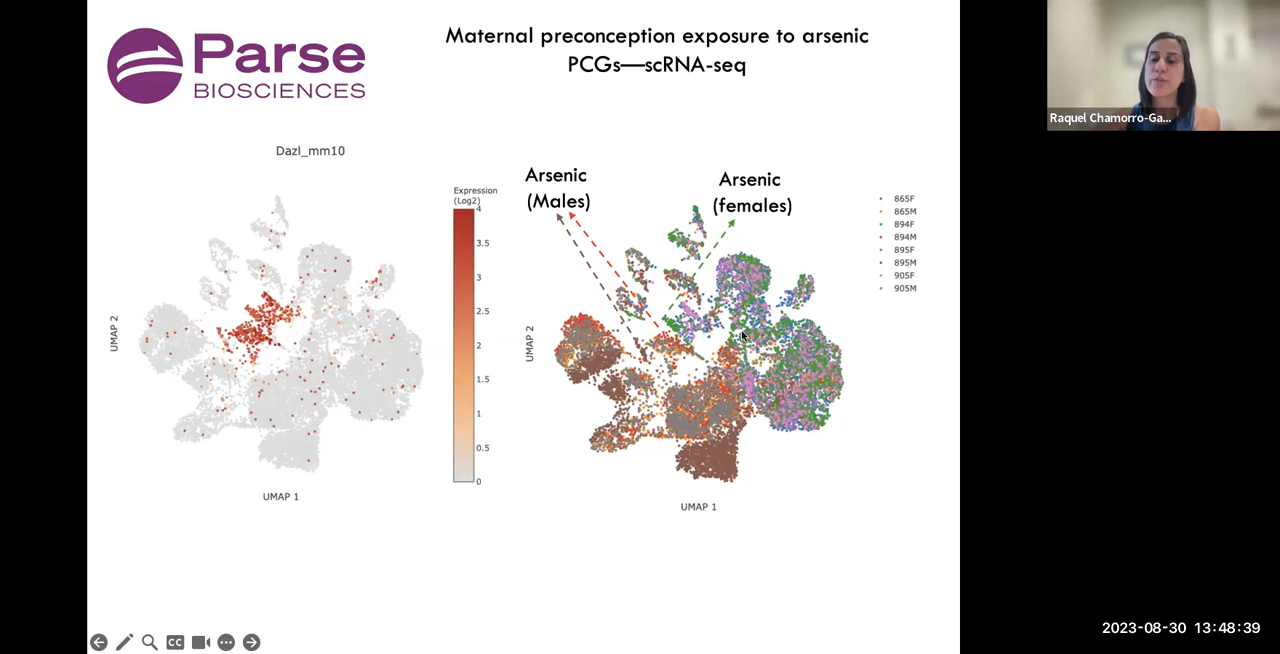 Parse
BIOSCIENCES
Maternal preconception exposure to arsenic
PCGs—scRNA-seq
Raquel Chamorro-Ga...
Dazl_mm10
Expression
(Log2)
4
3.5
3
2.5
2
1.5
1
0.5
0
UMAP 2
UMAP 1
Arsenic
(Males)
Arsenic
(females)
865F
865M
894F
894M
895F
895M
905F
905M
UMAP 2
UMAP 1
CC
2023-08-30 13:48:39